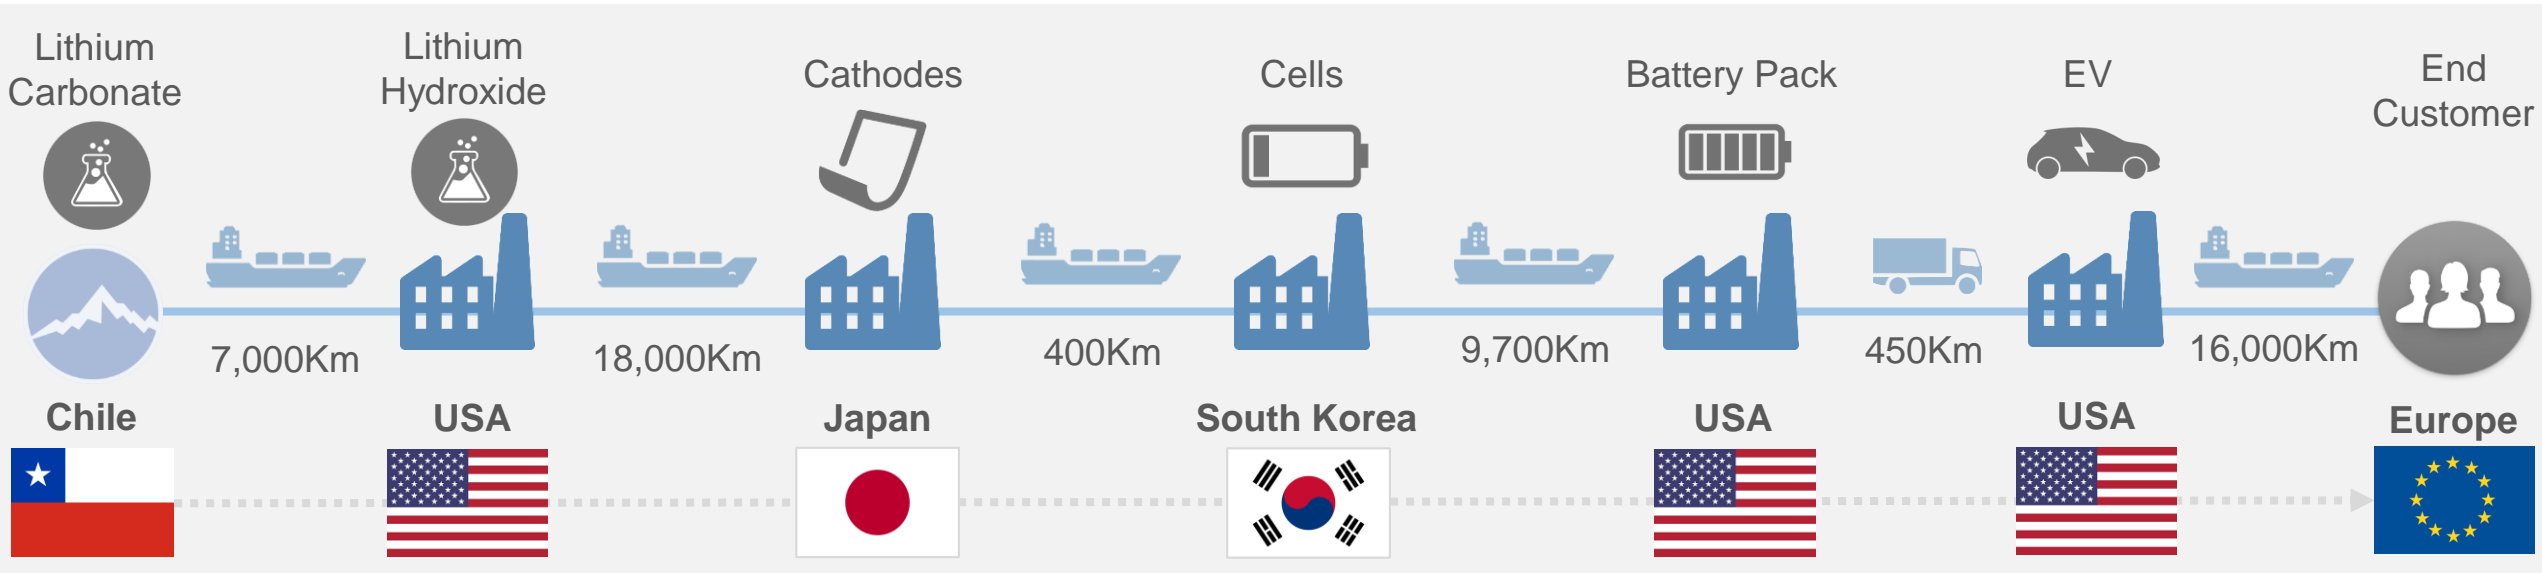 Lithium
Carbonate
Lithium
Hydroxide
Cathodes
Cells
Battery Pack
EV
End
Customer
7,000Km
18,000Km
400Km
9,700Km
450Km
16,000Km
Chile
USA
Japan
South Korea
USA
USA
Europe